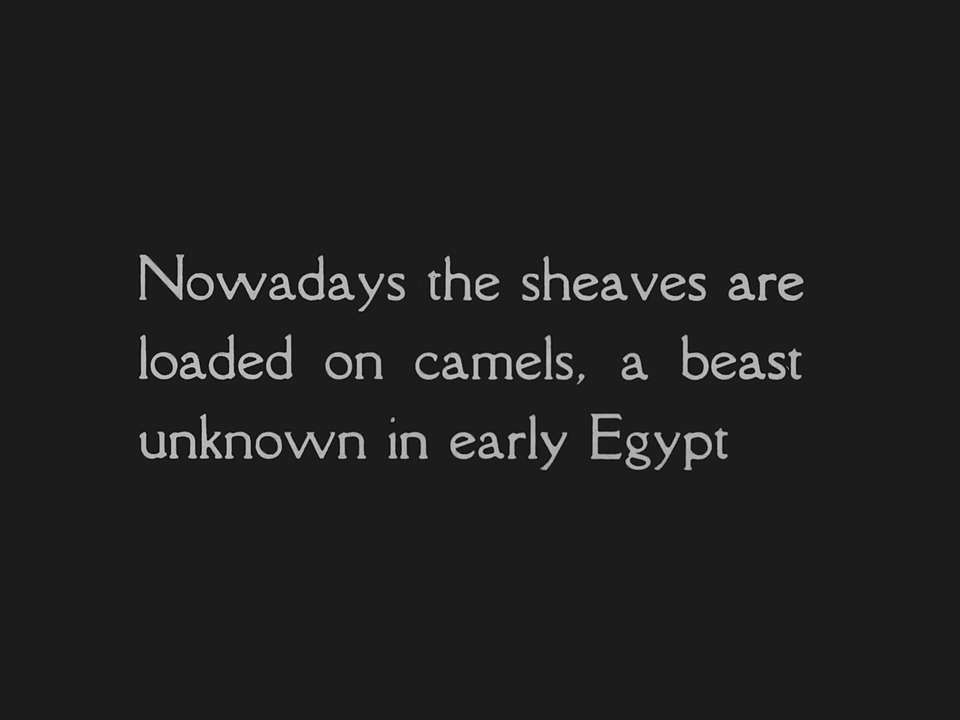 Nowadays the sheaves are
loaded on camels, a beast
unknown in early Egypt